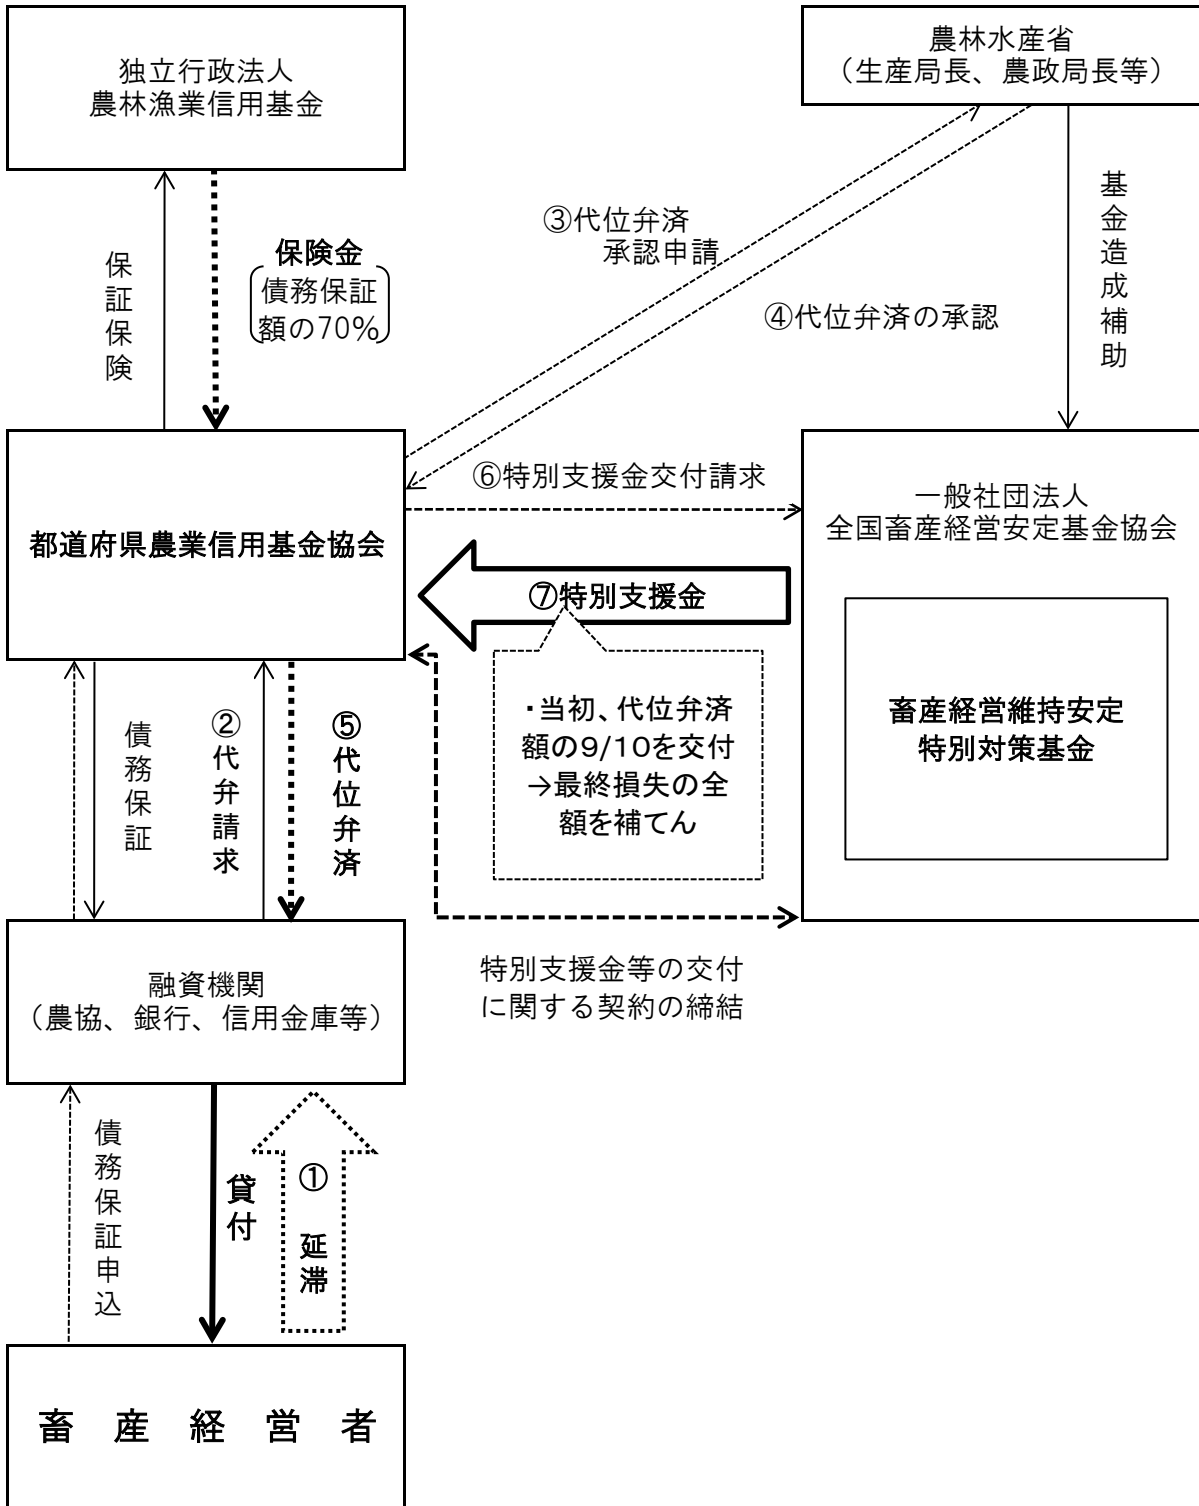 独立行政法人
農林漁業信用基金
農林水産省
（生産局長、農政局長等）
保証保険
保険金
債務保証
額の70％
③代位弁済
承認申請
④代位弁済の承認
基金造成補助
都道府県農業信用基金協会
⑥特別支援金交付請求
一般社団法人
全国畜産経営安定基金協会
⑦特別支援金
・当初、代位弁済
額の9/10を交付
→最終損失の全
額を補てん
畜産経営維持安定
特別対策基金
債務保証
②代弁請求
⑤代位弁済
特別支援金等の交付
に関する契約の締結
融資機関
（農協、銀行、信用金庫等）
債務保証申込
貸付
①延滞
畜産経営者